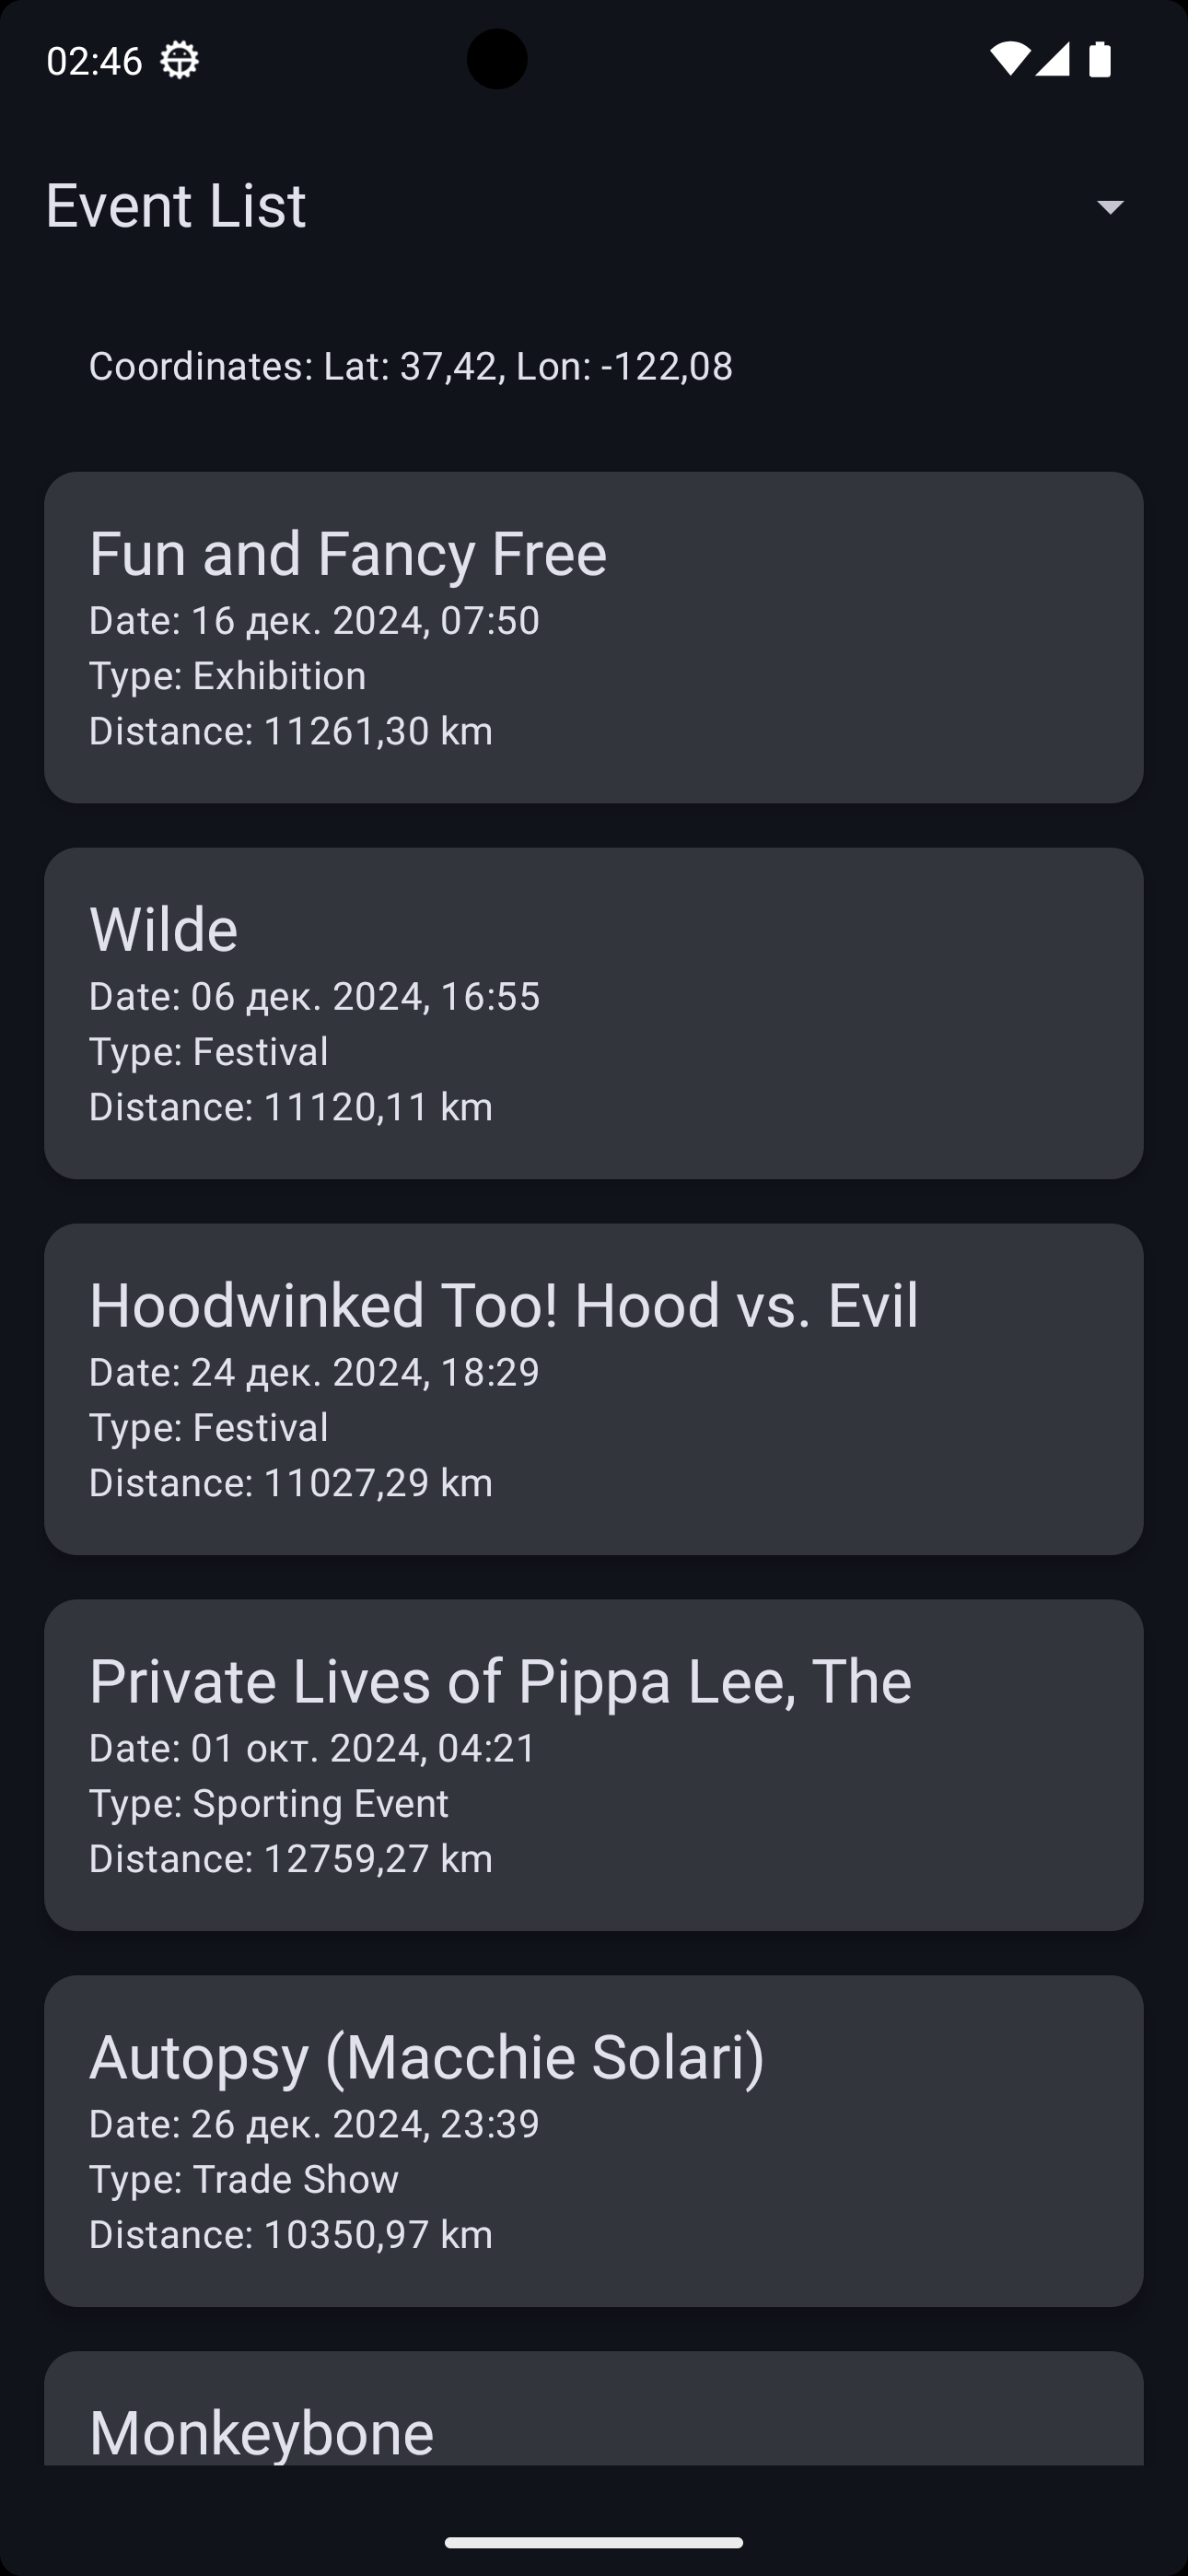 02:46
Event List
Coordinates: Lat: 37,42, Lon: -122,08
Fun and Fancy Free
Date: 16 дек. 2024, 07:50
Type: Exhibition
Distance: 11261,30 km
Wilde
Date: 06 дек. 2024, 16:55
Type: Festival
Distance: 11120,11 km
Hoodwinked Too! Hood vs. Evil
Date: 24 дек. 2024, 18:29
Type: Festival
Distance: 11027,29 km
Private Lives of Pippa Lee, The
Date: 01 окт. 2024, 04:21
Type: Sporting Event
Distance: 12759,27 km
Autopsy (Macchie Solari)
Date: 26 дек. 2024, 23:39
Type: Trade Show
Distance: 10350,97 km
Monkeybone